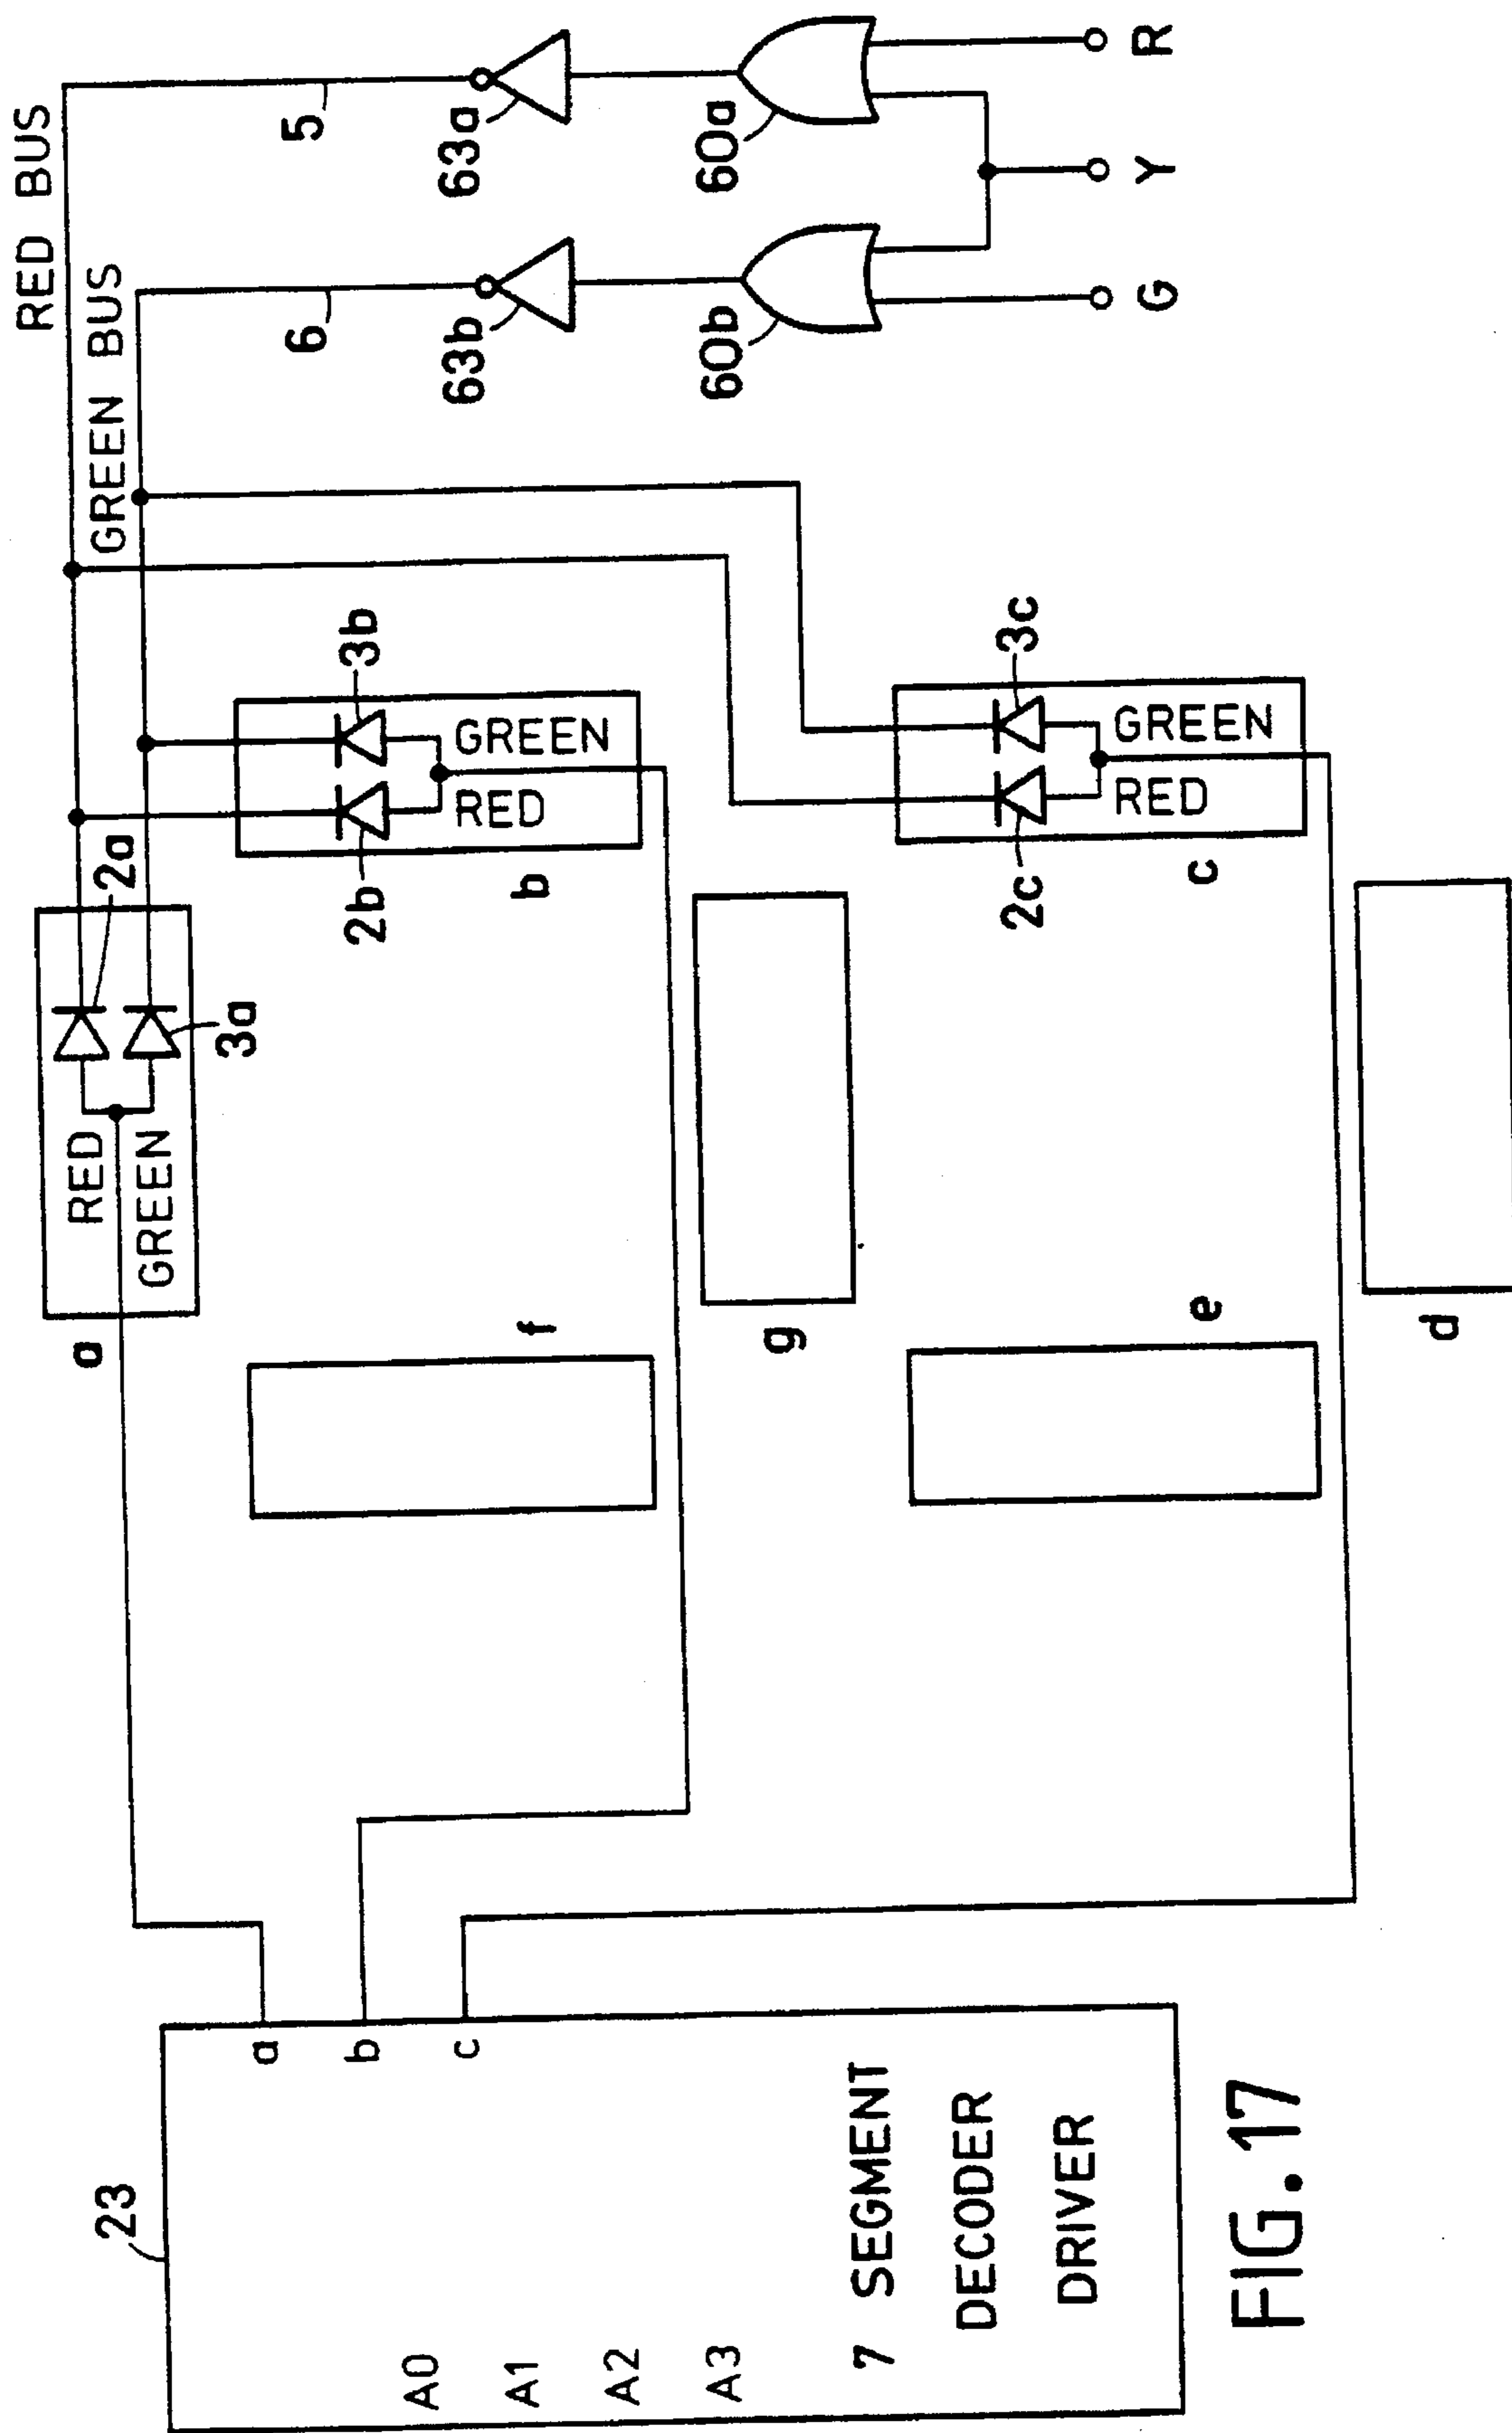 RED BUS
GREEN BUS
5
6
63a
63b
60a
60b
R
Y
G
2a
3a
RED
GREEN
a
2b
3b
RED
GREEN
b
f
g
2c
3c
RED
GREEN
c
e
d
23
a
b
c
A0
A1
A2
A3
7 SEGMENT
DECODER
DRIVER
FIG. 17